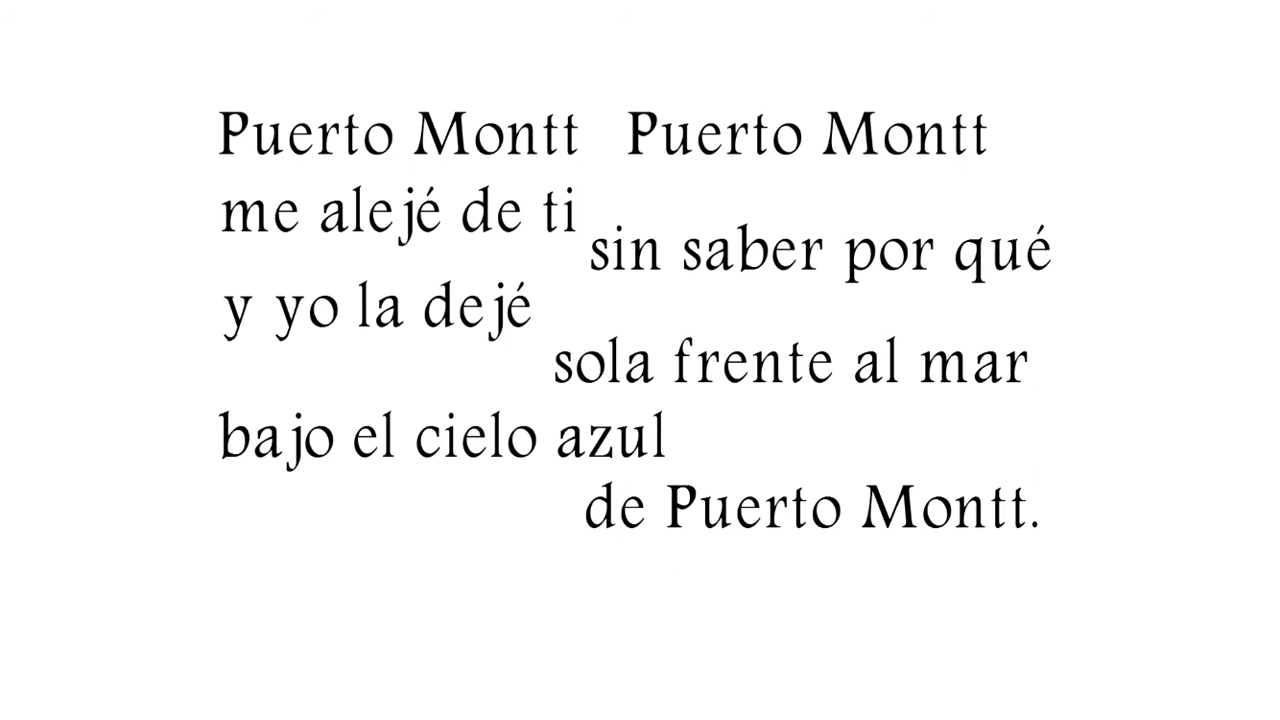 Puerto Montt   Puerto Montt
me alejé de ti
sin saber por qué
y yo la dejé
sola frente al mar
bajo el cielo azul
de Puerto Montt.